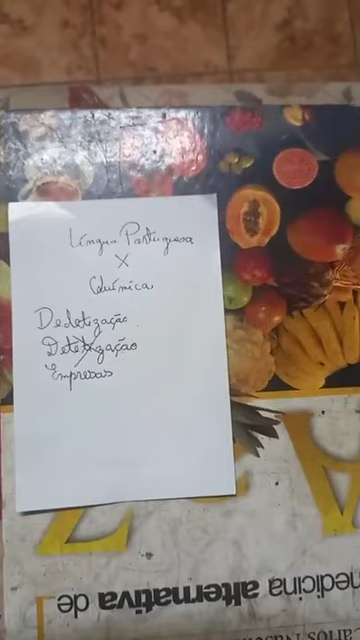 Língua Portuguesa
X
Química
Dedetização
Detetização
Empresas
A
Z
medicina alternativa de